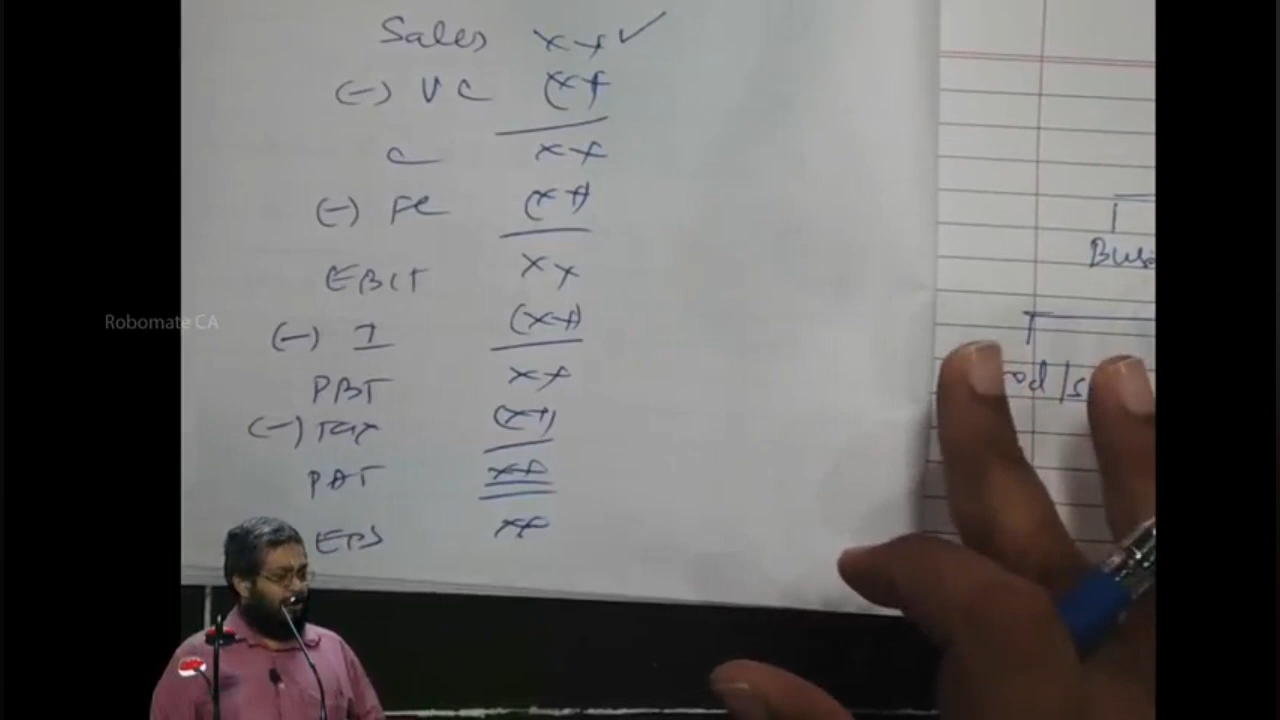 Sales xx ✓
(-) VC (xx)
C xx
(-) FC (xx)
EBIT xx
(-) I (xx)
PBT xx
(-) Tax (xx)
PAT xx
EPS xx
Busi
Robomate CA